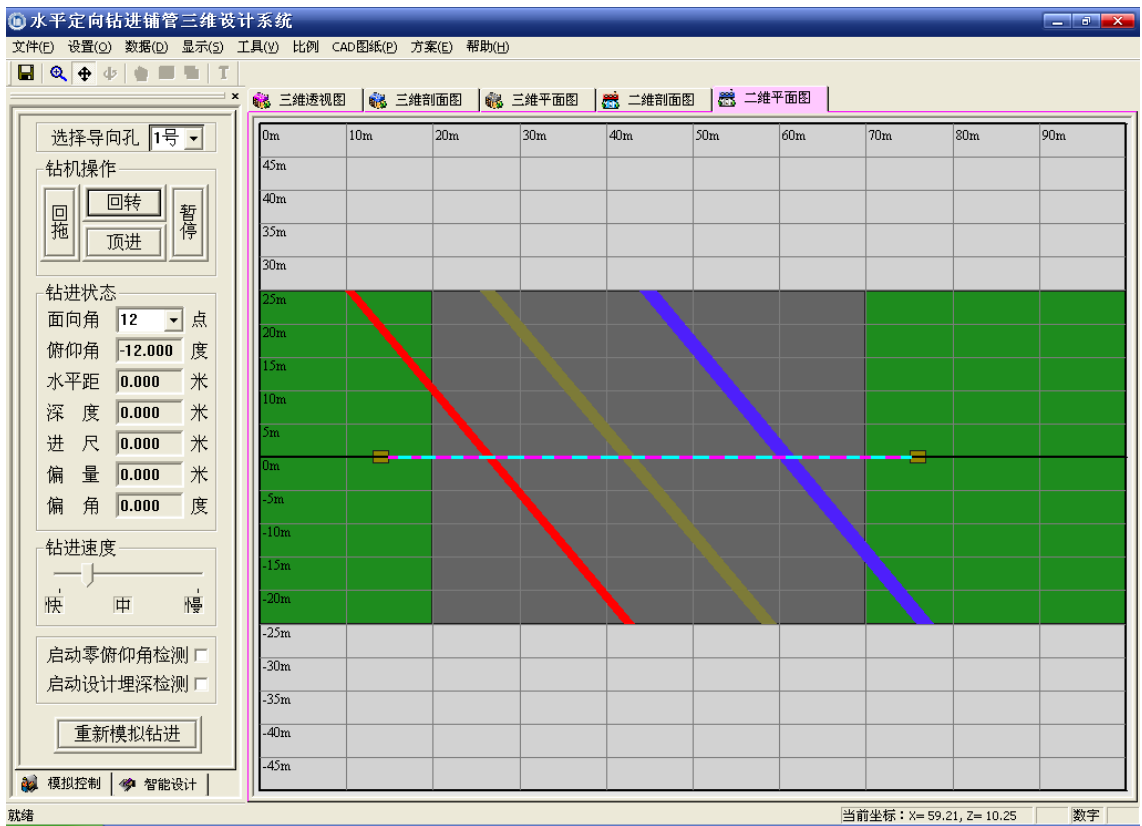 水平定向钻进铺管三维设计系统
文件(F) 设置(O) 数据(D) 显示(S) 工具(V) 比例 CAD图纸(P) 方案(E) 帮助(H)
T
三维透视图 三维剖面图 三维平面图 二维剖面图 二维平面图
选择导向孔 1号
钻机操作
回拖
回转
顶进
暂停
钻进状态
面向角 12 点
俯仰角 -12.000 度
水平距 0.000 米
深 度 0.000 米
进 尺 0.000 米
偏 量 0.000 米
偏 角 0.000 度
钻进速度
快 中 慢
启动零俯仰角检测
启动设计埋深检测
重新模拟钻进
模拟控制 智能设计
0m 10m 20m 30m 40m 50m 60m 70m 80m 90m
45m
40m
35m
30m
25m
20m
15m
10m
5m
0m
-5m
-10m
-15m
-20m
-25m
-30m
-35m
-40m
-45m
就绪 当前坐标：X= 59.21, Z= 10.25 数字